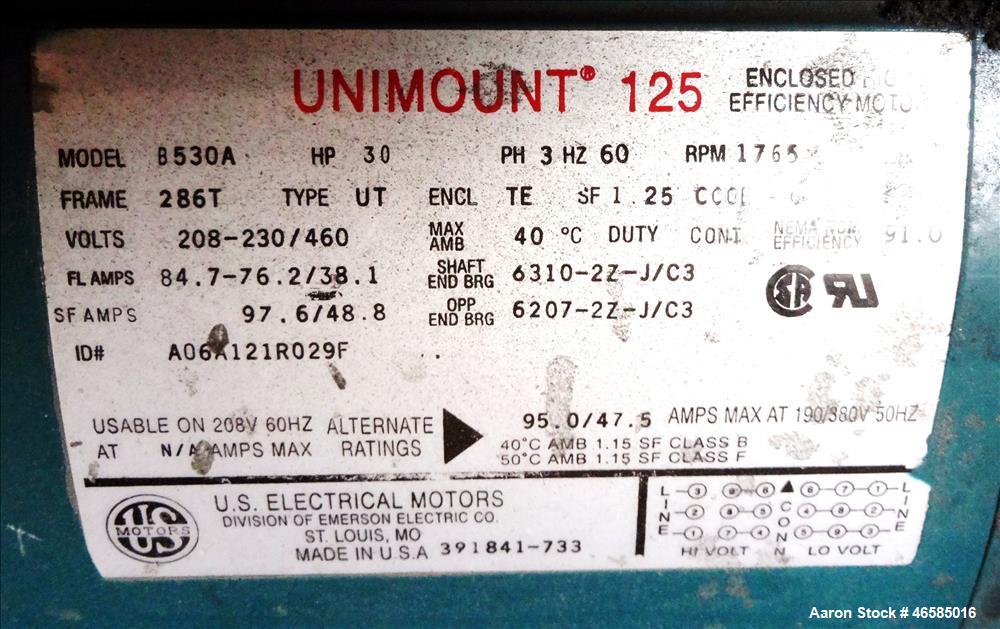 UNIMOUNT® 125 ENCLOSED
EFFICIENCY MOTOR
MODEL B530A HP 30 PH 3 HZ 60 RPM 1765
FRAME 286T TYPE UT ENCL TE SF 1.25
VOLTS 208-230/460 MAX AMB 40 °C DUTY CONT NEMA NOM EFFICIENCY 91.0
FL AMPS 84.7-76.2/38.1 SHAFT END BRG 6310-2Z-J/C3
SF AMPS 97.6/48.8 OPP END BRG 6207-2Z-J/C3
SA
ID# A06A121R029F
USABLE ON 208V 60HZ ALTERNATE 95.0/47.5 AMPS MAX AT 190/380V 50HZ
AT N/A AMPS MAX RATINGS 40°C AMB 1.15 SF CLASS B
50°C AMB 1.15 SF CLASS F
US MOTORS
U.S. ELECTRICAL MOTORS
DIVISION OF EMERSON ELECTRIC CO.
ST. LOUIS, MO
MADE IN U.S.A 391841-733
LINE CONN LINE
HI VOLT LO VOLT
Aaron Stock # 46585016